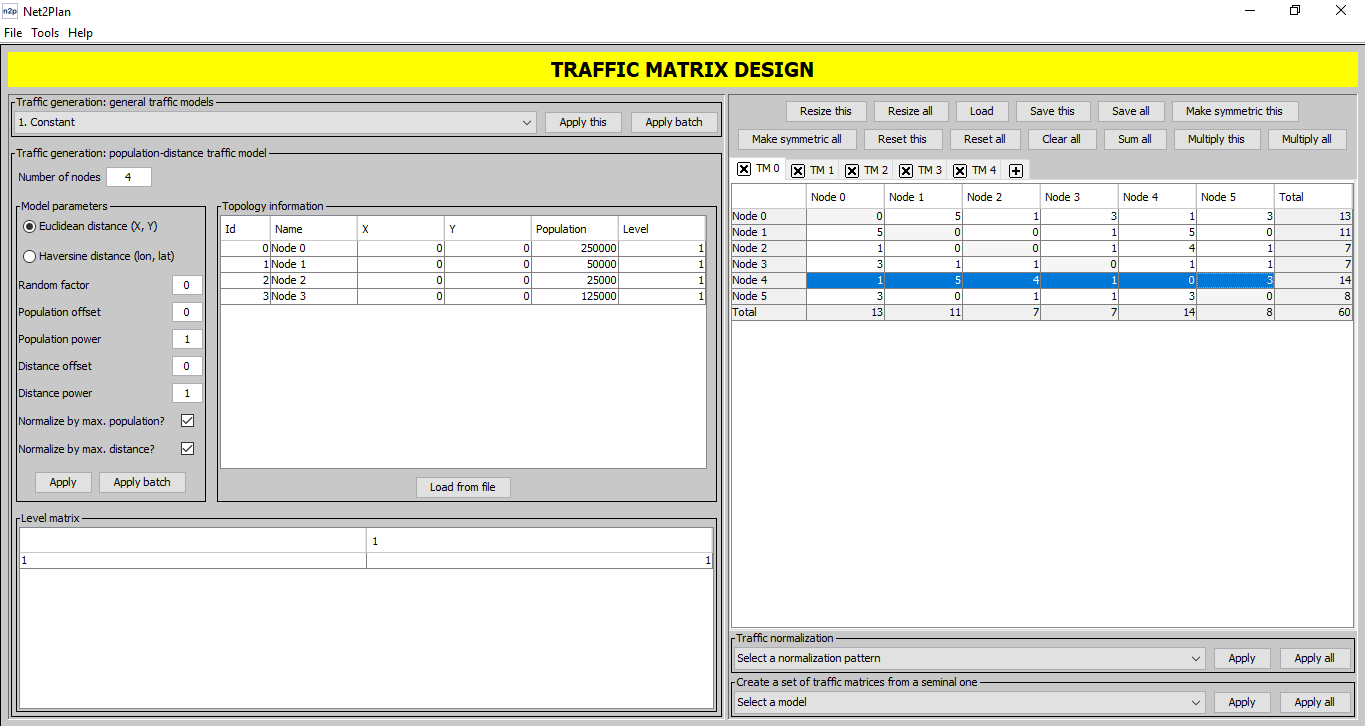 n2p Net2Plan
File Tools Help
TRAFFIC MATRIX DESIGN
Traffic generation: general traffic models
1. Constant Apply this Apply batch
Traffic generation: population-distance traffic model
Number of nodes 4
Model parameters
Euclidean distance (X, Y)
Haversine distance (lon, lat)
Random factor 0
Population offset 0
Population power 1
Distance offset 0
Distance power 1
Normalize by max. population?
Normalize by max. distance?
Apply Apply batch
Topology information
Id Name X Y Population Level
0 Node 0 0 0 250000 1
1 Node 1 0 0 50000 1
2 Node 2 0 0 25000 1
3 Node 3 0 0 125000 1
Load from file
Level matrix
1
1 1
Resize this Resize all Load Save this Save all Make symmetric this
Make symmetric all Reset this Reset all Clear all Sum all Multiply this Multiply all
TM 0 TM 1 TM 2 TM 3 TM 4
Node 0 Node 1 Node 2 Node 3 Node 4 Node 5 Total
Node 0 0 5 1 3 1 3 13
Node 1 5 0 0 1 5 0 11
Node 2 1 0 0 1 4 1 7
Node 3 3 1 1 0 1 1 7
Node 4 1 5 4 1 0 3 14
Node 5 3 0 1 1 3 0 8
Total 13 11 7 7 14 8 60
Traffic normalization
Select a normalization pattern Apply Apply all
Create a set of traffic matrices from a seminal one
Select a model Apply Apply all